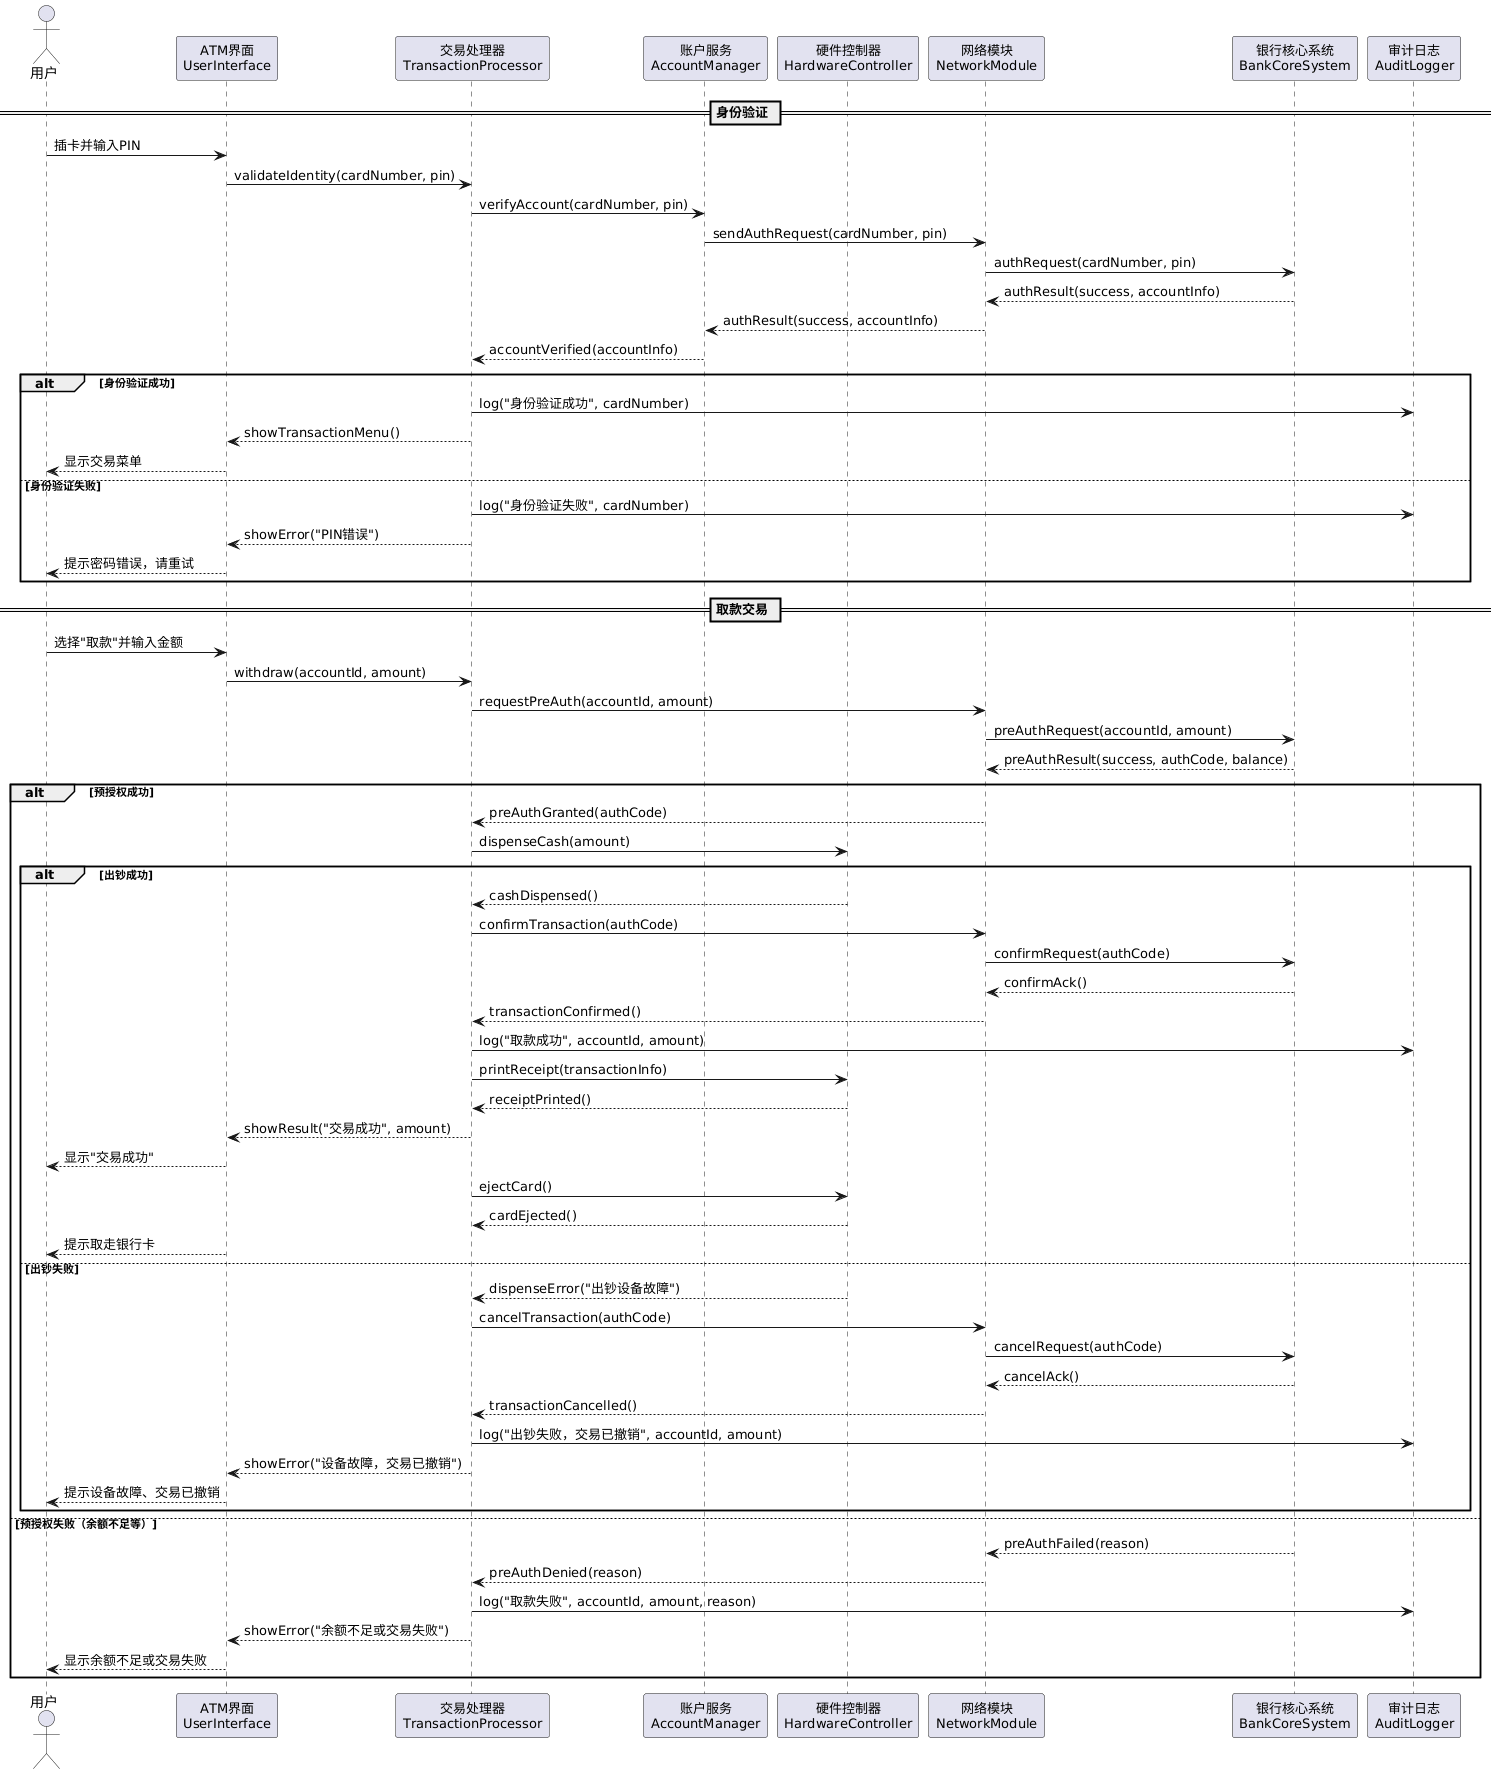 用户
ATM界面
UserInterface
交易处理器
TransactionProcessor
账户服务
AccountManager
硬件控制器
HardwareController
网络模块
NetworkModule
银行核心系统
BankCoreSystem
审计日志
AuditLogger
身份验证
插卡并输入PIN
validateIdentity(cardNumber, pin)
verifyAccount(cardNumber, pin)
sendAuthRequest(cardNumber, pin)
authRequest(cardNumber, pin)
authResult(success, accountInfo)
authResult(success, accountInfo)
accountVerified(accountInfo)
alt [身份验证成功]
log("身份验证成功", cardNumber)
showTransactionMenu()
显示交易菜单
[身份验证失败]
log("身份验证失败", cardNumber)
showError("PIN错误")
提示密码错误，请重试
取款交易
选择"取款"并输入金额
withdraw(accountId, amount)
requestPreAuth(accountId, amount)
preAuthRequest(accountId, amount)
preAuthResult(success, authCode, balance)
alt [预授权成功]
preAuthGranted(authCode)
dispenseCash(amount)
alt [出钞成功]
cashDispensed()
confirmTransaction(authCode)
confirmRequest(authCode)
confirmAck()
transactionConfirmed()
log("取款成功", accountId, amount)
printReceipt(transactionInfo)
receiptPrinted()
showResult("交易成功", amount)
显示"交易成功"
ejectCard()
cardEjected()
提示取走银行卡
[出钞失败]
dispenseError("出钞设备故障")
cancelTransaction(authCode)
cancelRequest(authCode)
cancelAck()
transactionCancelled()
log("出钞失败，交易已撤销", accountId, amount)
showError("设备故障，交易已撤销")
提示设备故障、交易已撤销
[预授权失败（余额不足等）]
preAuthFailed(reason)
preAuthDenied(reason)
log("取款失败", accountId, amount, reason)
showError("余额不足或交易失败")
显示余额不足或交易失败
用户
ATM界面
UserInterface
交易处理器
TransactionProcessor
账户服务
AccountManager
硬件控制器
HardwareController
网络模块
NetworkModule
银行核心系统
BankCoreSystem
审计日志
AuditLogger